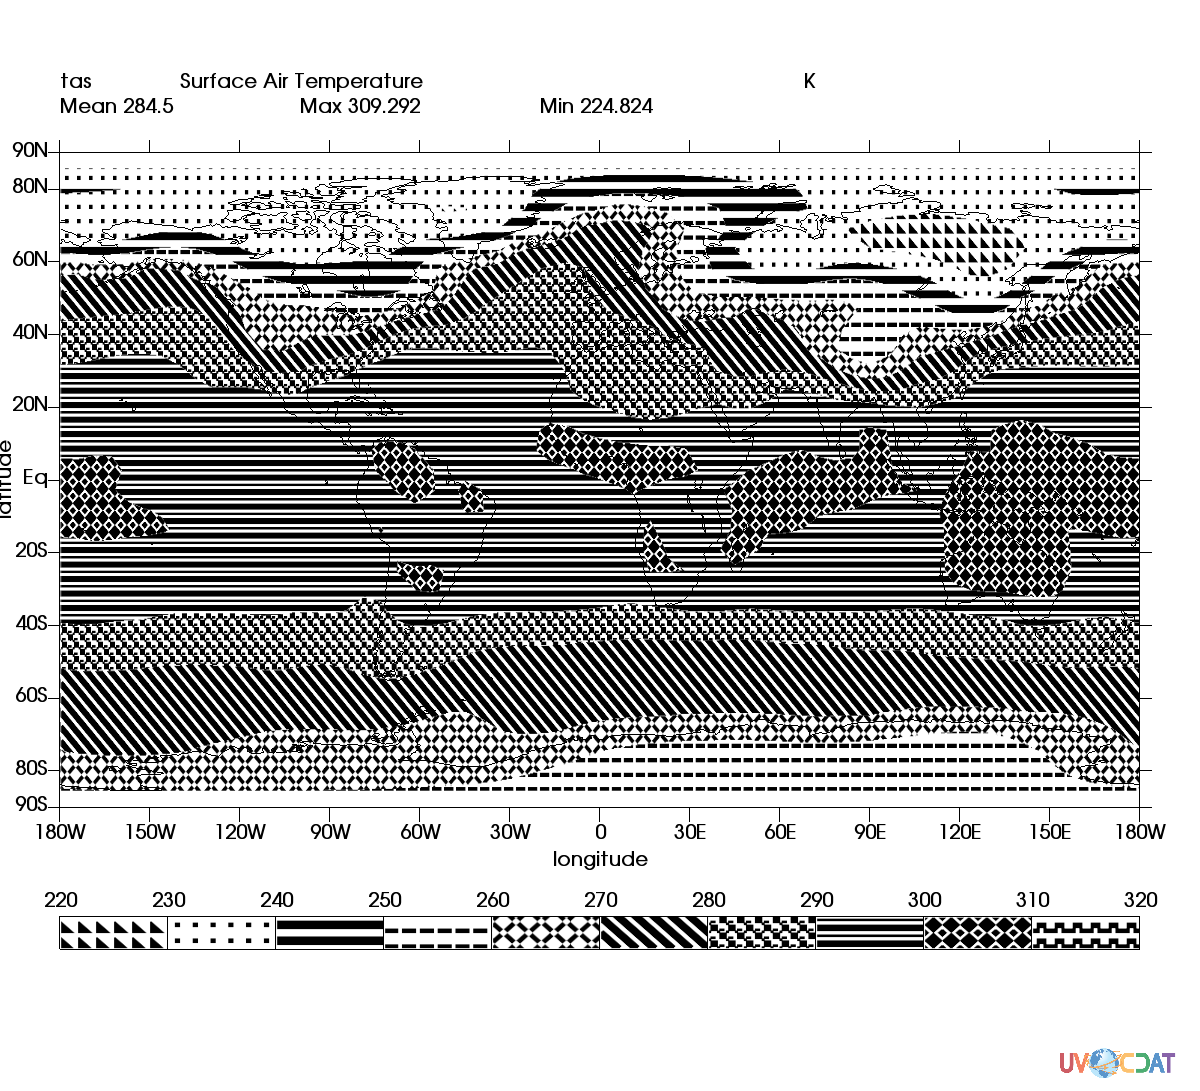 tas Surface Air Temperature K
Mean 284.5 Max 309.292 Min 224.824
90N
80N
60N
40N
20N
Eq
20S
40S
60S
80S
90S
latitude
180W 150W 120W 90W 60W 30W 0 30E 60E 90E 120E 150E 180W
longitude
220 230 240 250 260 270 280 290 300 310 320
UVCDAT